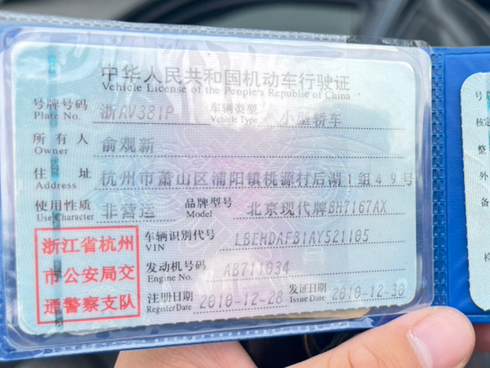 中华人民共和国机动车行驶证
Vehicle License of the People's Republic of China
号牌号码 浙AV381P 车辆类型 小型轿车
Plate No. Vehicle Type
所有人 俞观新
Owner
住址 杭州市萧山区浦阳镇桃源村后湖1组49号
Address
使用性质 非营运 品牌型号 北京现代牌BH7167AX
Use Character Model
浙江省杭州
市公安局交
通警察支队
车辆识别代号 LBEHDAFB1AY521105
VIN
发动机号码 AB711034
Engine No.
注册日期 2010-12-28 发证日期 2010-12-30
Register Date Issue Date
核定
整
外
备